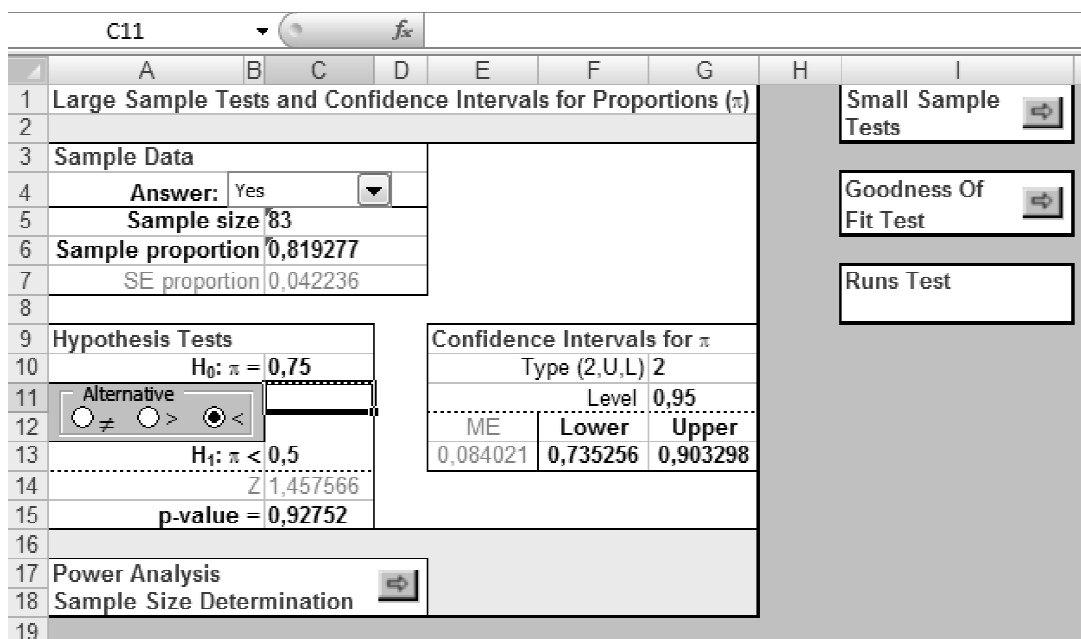 C11 fx
A B C D E F G H I
1 Large Sample Tests and Confidence Intervals for Proportions (π) Small Sample
2 Tests
3 Sample Data
4 Answer: Yes Goodness Of
5 Sample size 83 Fit Test
6 Sample proportion 0,819277
7 SE proportion 0,042236 Runs Test
8
9 Hypothesis Tests Confidence Intervals for π
10 H₀: π = 0,75 Type (2,U,L) 2
11 Alternative Level 0,95
12 ≠ > < ME Lower Upper
13 H₁: π < 0,5 0,084021 0,735256 0,903298
14 Z 1,457566
15 p-value = 0,92752
16
17 Power Analysis
18 Sample Size Determination
19